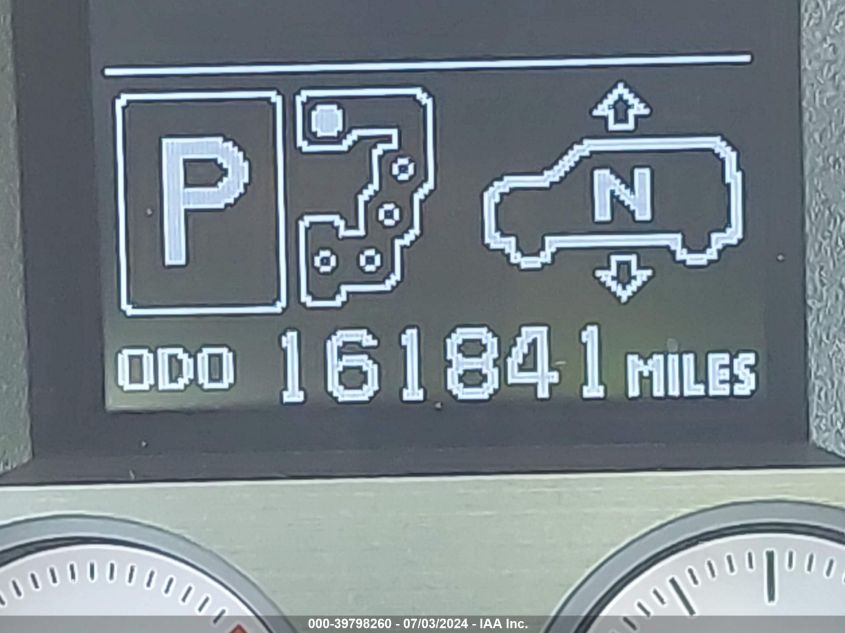 P
N
ODO 161841 MILES
000-39798260 - 07/03/2024 - IAA Inc.